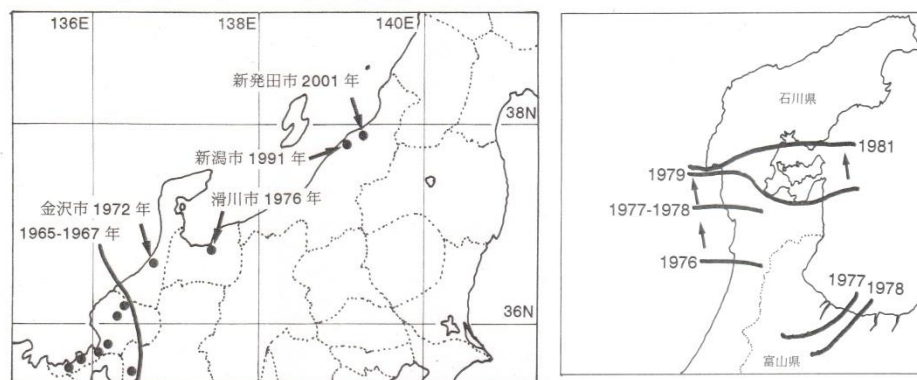 136E
138E
140E
新発田市 2001 年
38N
新潟市 1991 年
金沢市 1972 年
滑川市 1976 年
1965-1967 年
36N
石川県
1981
1979
1977-1978
1976
1977
1978
富山県